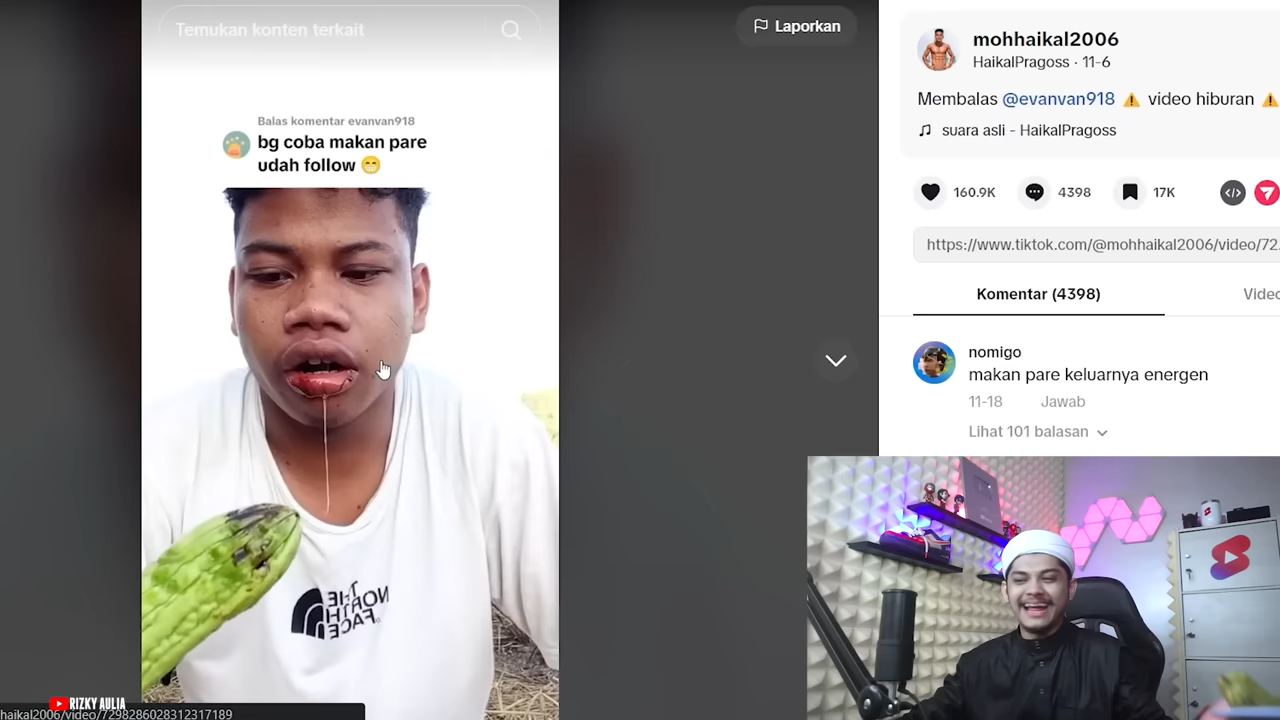 Temukan konten terkait
Laporkan
Balas komentar evanvan918
bg coba makan pare
udah follow 😁
THE
NORTH
FACE
RIZKY AULIA
haikal2006/video/7298286028312317189
mohhaikal2006
HaikalPragoss · 11-6
Membalas @evanvan918 ⚠️ video hiburan ⚠️
suara asli - HaikalPragoss
160.9K
4398
17K
https://www.tiktok.com/@mohhaikal2006/video/72
Komentar (4398)
Video
nomigo
makan pare keluarnya energen
11-18 Jawab
Lihat 101 balasan